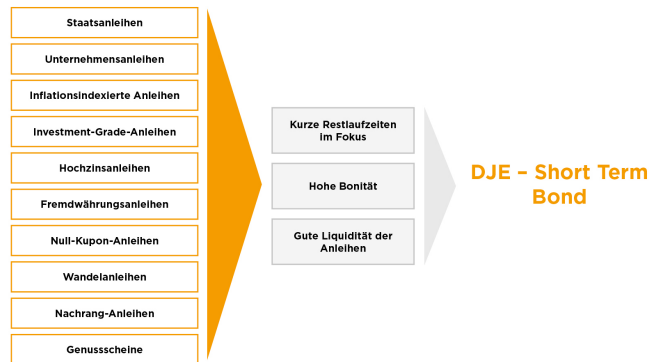 Staatsanleihen
Unternehmensanleihen
Inflationsindexierte Anleihen
Investment-Grade-Anleihen
Hochzinsanleihen
Fremdwährungsanleihen
Null-Kupon-Anleihen
Wandelanleihen
Nachrang-Anleihen
Genussscheine
Kurze Restlaufzeiten
im Fokus
Hohe Bonität
Gute Liquidität der
Anleihen
DJE – Short Term
Bond